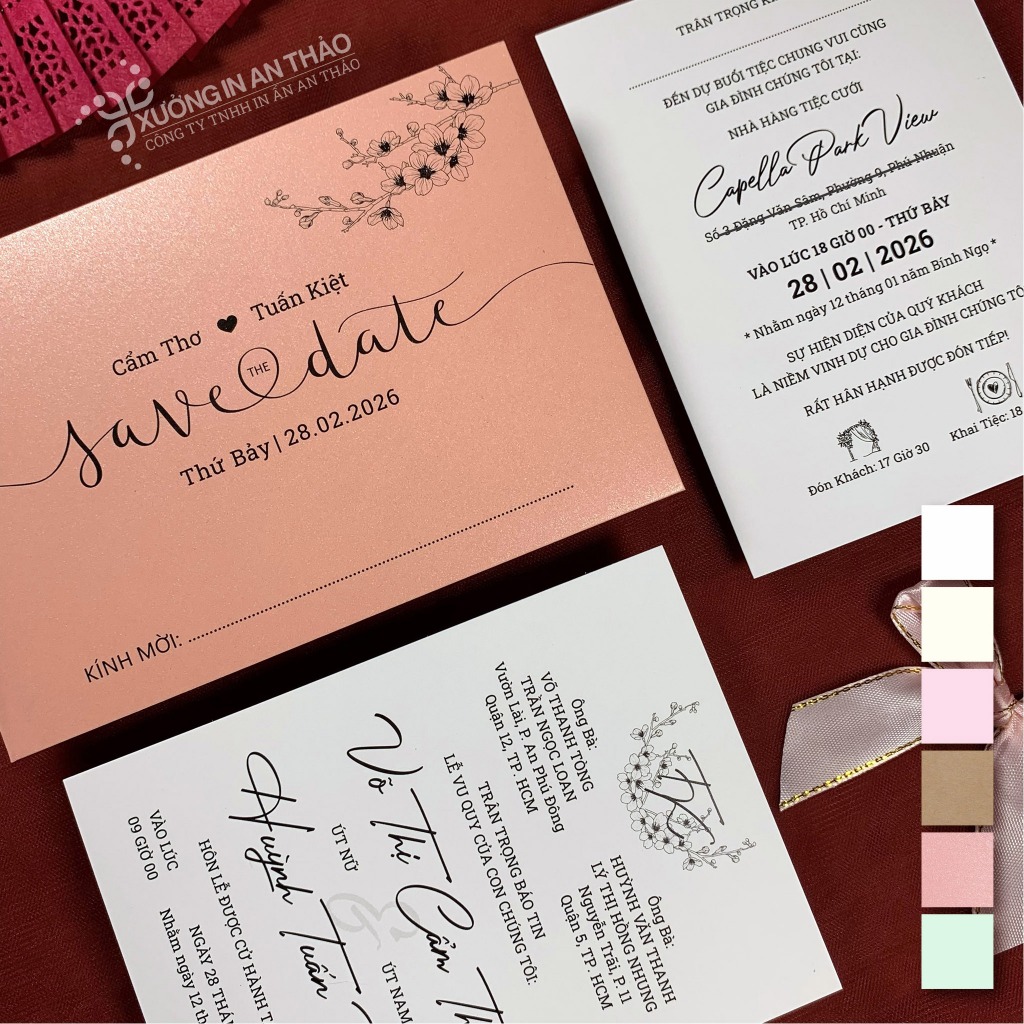 XƯỞNG IN AN THẢO
CÔNG TY TNHH IN ẤN AN THẢO
Cẩm Thơ Tuấn Kiệt
save THE date
Thứ Bảy | 28.02.2026
KÍNH MỜI:
TRÂN TRỌNG
ĐẾN DỰ BUỔI TIỆC CHUNG VUI CÙNG
GIA ĐÌNH CHÚNG TÔI TẠI:
NHÀ HÀNG TIỆC CƯỚI
Capella Park View
Số 3 Đặng Văn Sâm, Phường 9, Phú Nhuận
TP. Hồ Chí Minh
VÀO LÚC 18 GIỜ 00 - THỨ BẢY
28 | 02 | 2026
* Nhằm ngày 12 tháng 01 năm Bính Ngọ *
SỰ HIỆN DIỆN CỦA QUÝ KHÁCH
LÀ NIỀM VINH DỰ CHO GIA ĐÌNH CHÚNG TÔ
RẤT HÂN HẠNH ĐƯỢC ĐÓN TIẾP!
Đón Khách: 17 Giờ 30
Khai Tiệc: 18
Ông Bà:
VÕ THANH TÒNG
TRẦN NGỌC LOAN
Vườn Lài, P. An Phú Đông
Quận 12, TP. HCM
Ông Bà:
HUỲNH VĂN THANH
LÝ THỊ HỒNG NHUNG
Nguyễn Trãi, P. 11
Quận 5, TP. HCM
TRÂN TRỌNG BÁO TIN
LỄ VU QUY CỦA CON CHÚNG TÔI:
Võ Thị Cẩm Th
ÚT NỮ
&
ÚT NAM
Huỳnh Tuấn
HÔN LỄ ĐƯỢC CỬ HÀNH T
VÀO LÚC
09 GIỜ 00
NGÀY 28 THÁ
Nhằm ngày 12 th